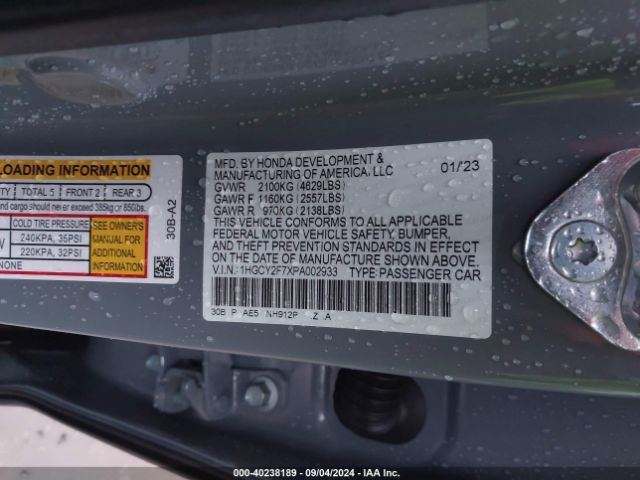 LOADING INFORMATION
TOTAL 5 FRONT 2 REAR 3
and cargo should never exceed 385kg or 850lbs.
COLD TIRE PRESSURE
240KPA, 35PSI
220KPA, 32PSI
NONE
SEE OWNER'S
MANUAL FOR
ADDITIONAL
INFORMATION
30B-A2
MFD. BY HONDA DEVELOPMENT &
MANUFACTURING OF AMERICA, LLC 01/23
GVWR 2100KG (4629LBS)
GAWR F 1160KG (2557LBS)
GAWR R 970KG (2138LBS)
THIS VEHICLE CONFORMS TO ALL APPLICABLE
FEDERAL MOTOR VEHICLE SAFETY, BUMPER,
AND THEFT PREVENTION STANDARDS IN EFFECT
ON THE DATE OF MANUFACTURE SHOWN ABOVE.
V.I.N.: 1HGCY2F7XPA002933 TYPE PASSENGER CAR
30B P AE5 NH912P Z A
00-40238189 - 09/04/2024 - IAA Inc.